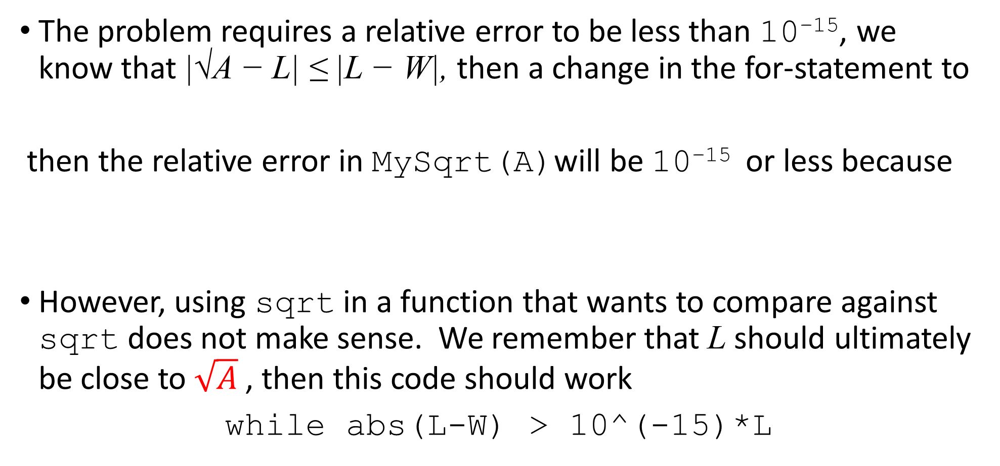 • The problem requires a relative error to be less than 10⁻¹⁵, we
know that |√A − L| ≤ |L − W|, then a change in the for-statement to
then the relative error in MySqrt(A) will be 10⁻¹⁵ or less because
• However, using sqrt in a function that wants to compare against
sqrt does not make sense. We remember that L should ultimately
be close to √A , then this code should work
while abs(L-W) > 10^(-15)*L